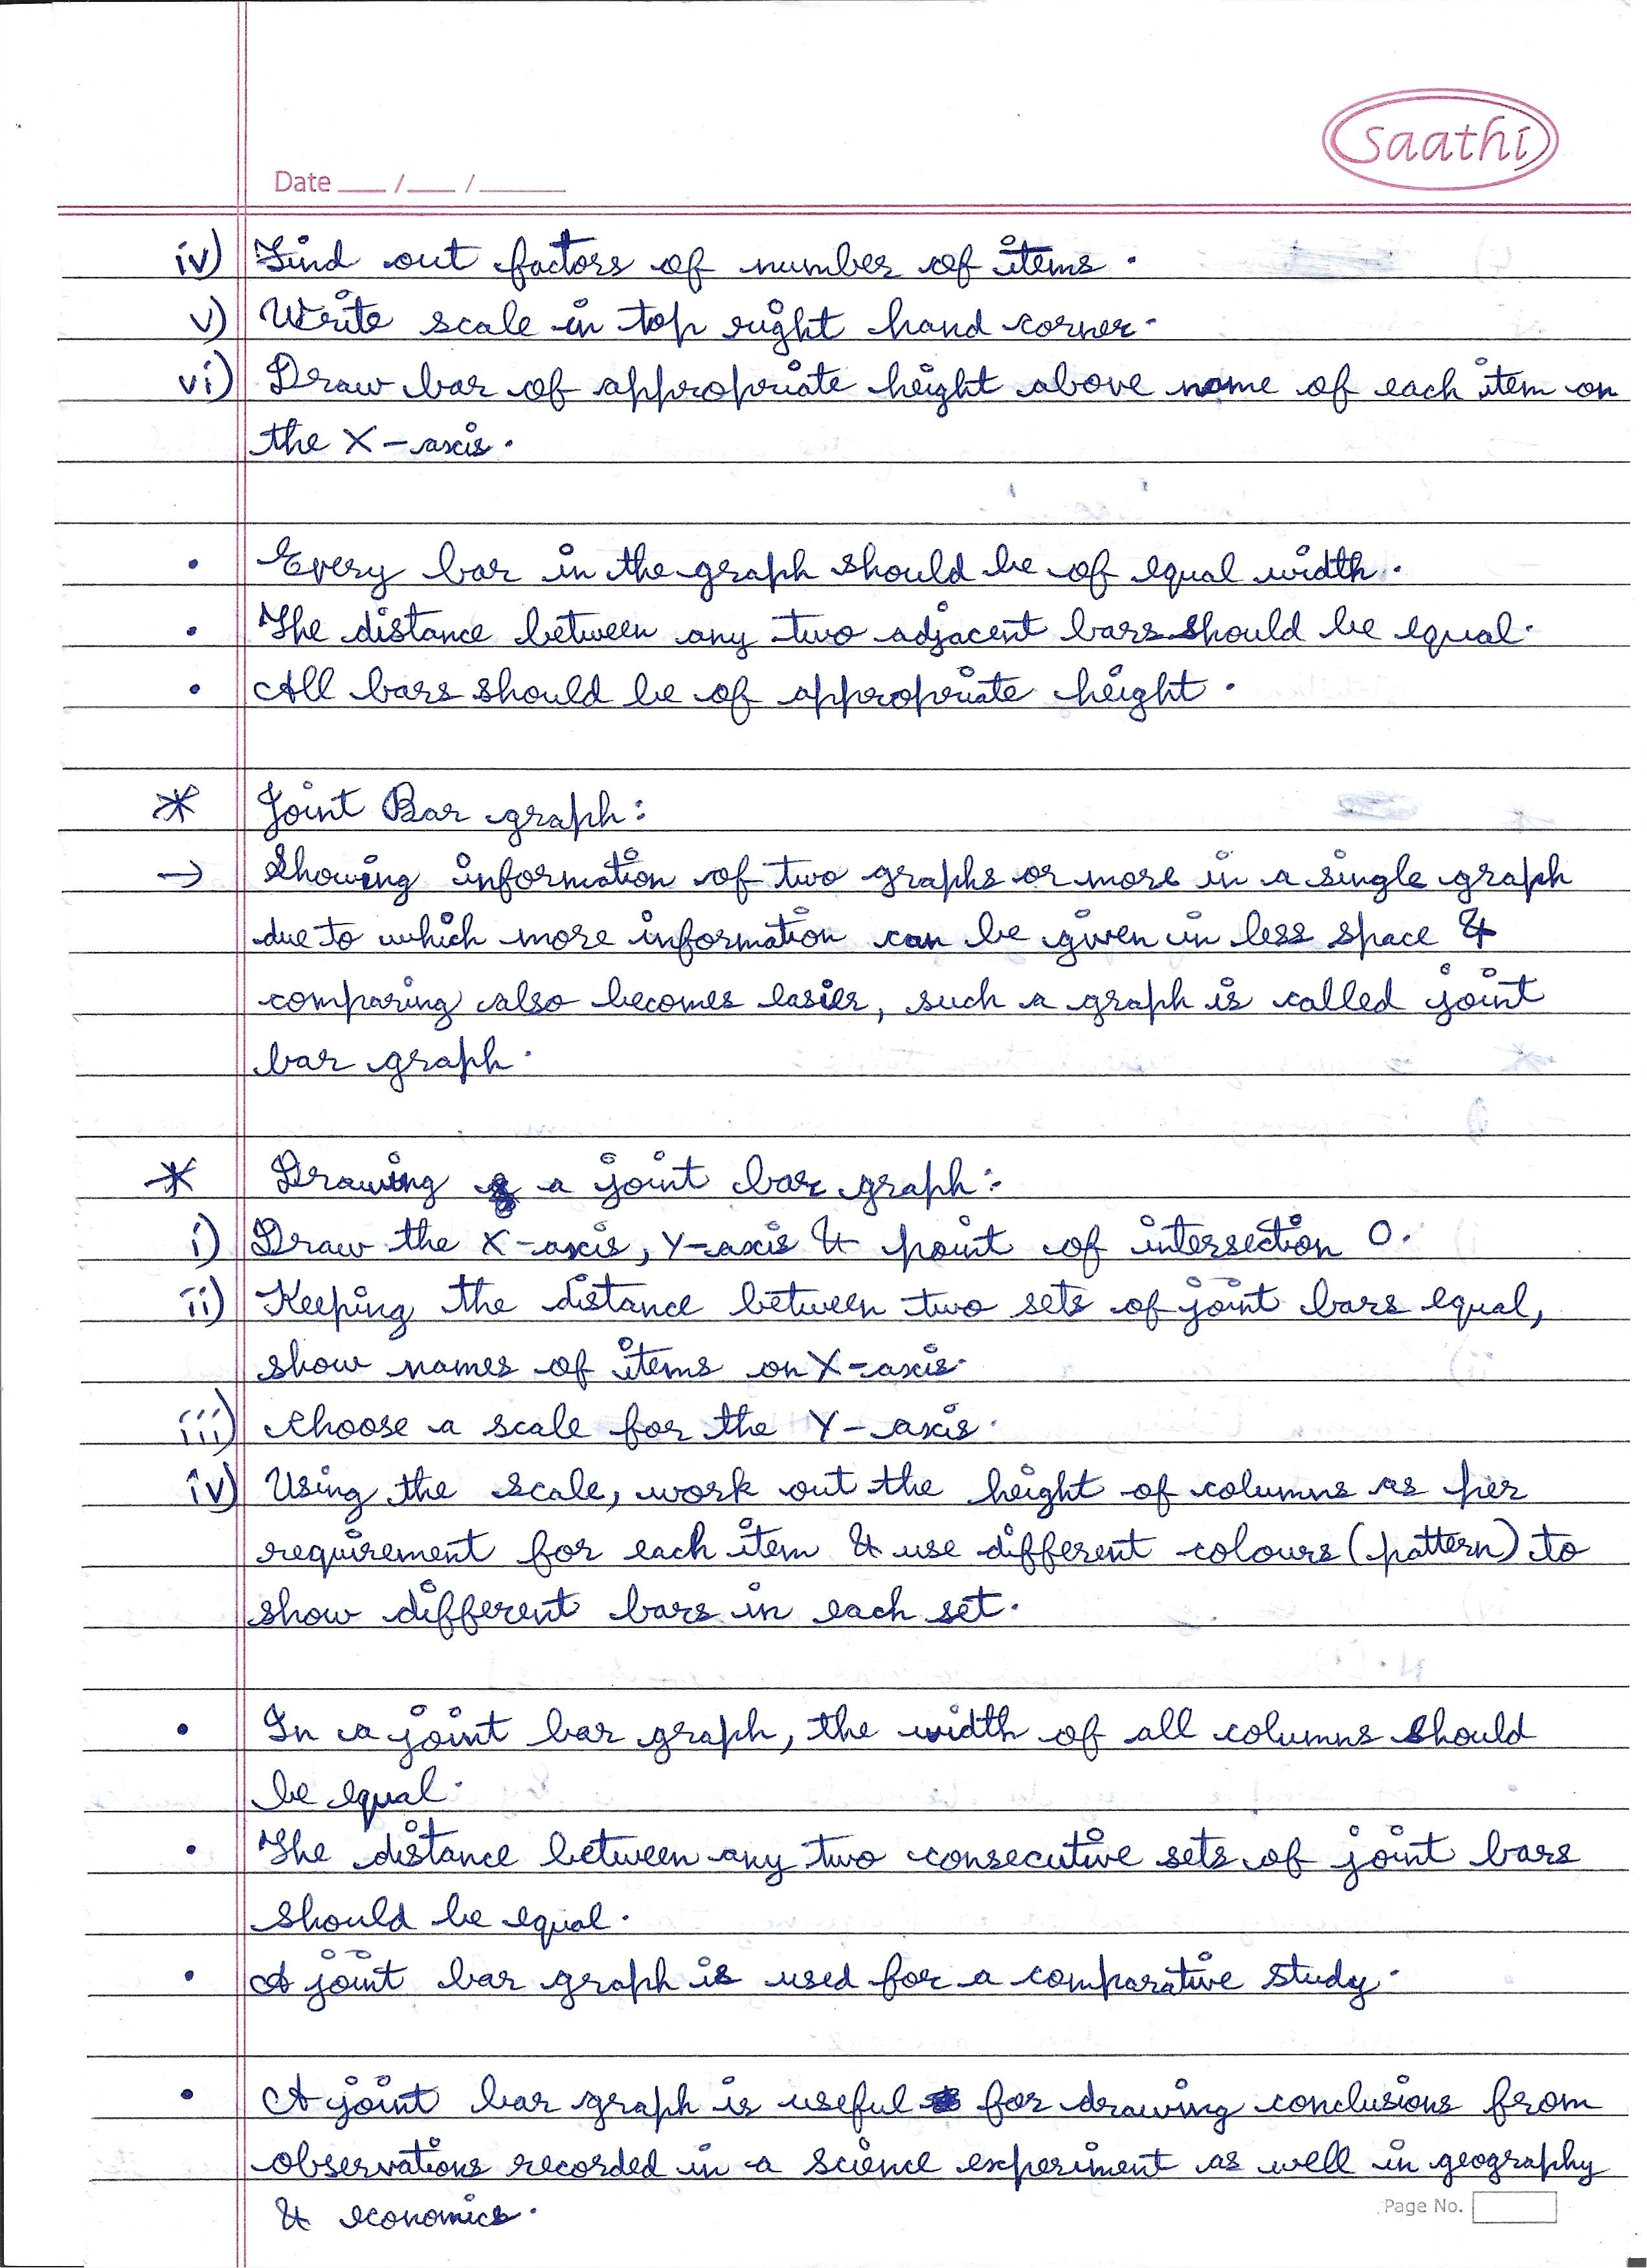 saathi
Date ___/___/_____
iv) Find out factors of number of items.
v) Write scale in top right hand corner.
vi) Draw bar of appropriate height above name of each item on
the X-axis.
• Every bar in the graph should be of equal width.
• The distance between any two adjacent bars should be equal.
• All bars should be of appropriate height.
* Joint Bar graph:
→ Showing information of two graphs or more in a single graph
due to which more information can be given in less space &
comparing also becomes easier, such a graph is called joint
bar graph.
* Drawing a joint bar graph:
i) Draw the X-axis, Y-axis & point of intersection O.
ii) Keeping the distance between two sets of joint bars equal,
show names of items on X-axis.
iii) Choose a scale for the Y-axis.
iv) Using the scale, work out the height of columns as per
requirement for each item & use different colours (pattern) to
show different bars in each set.
• In a joint bar graph, the width of all columns should
be equal.
• The distance between any two consecutive sets of joint bars
should be equal.
• A joint bar graph is used for a comparative study.
• A joint bar graph is useful for drawing conclusions from
observations recorded in a science experiment as well in geography
& economics.
Page No.